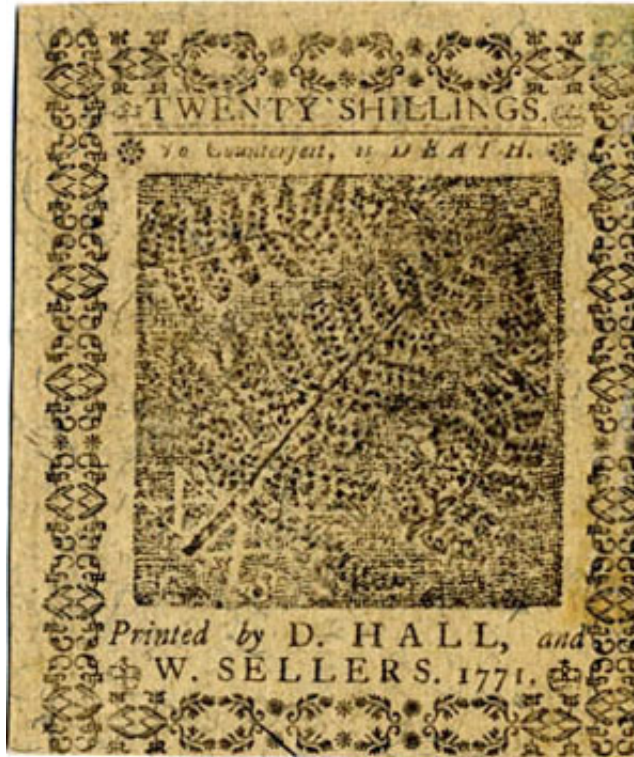 TWENTY SHILLINGS.
To Counterfeit, is DEATH.
Printed by D. HALL, and
W. SELLERS. 1771.